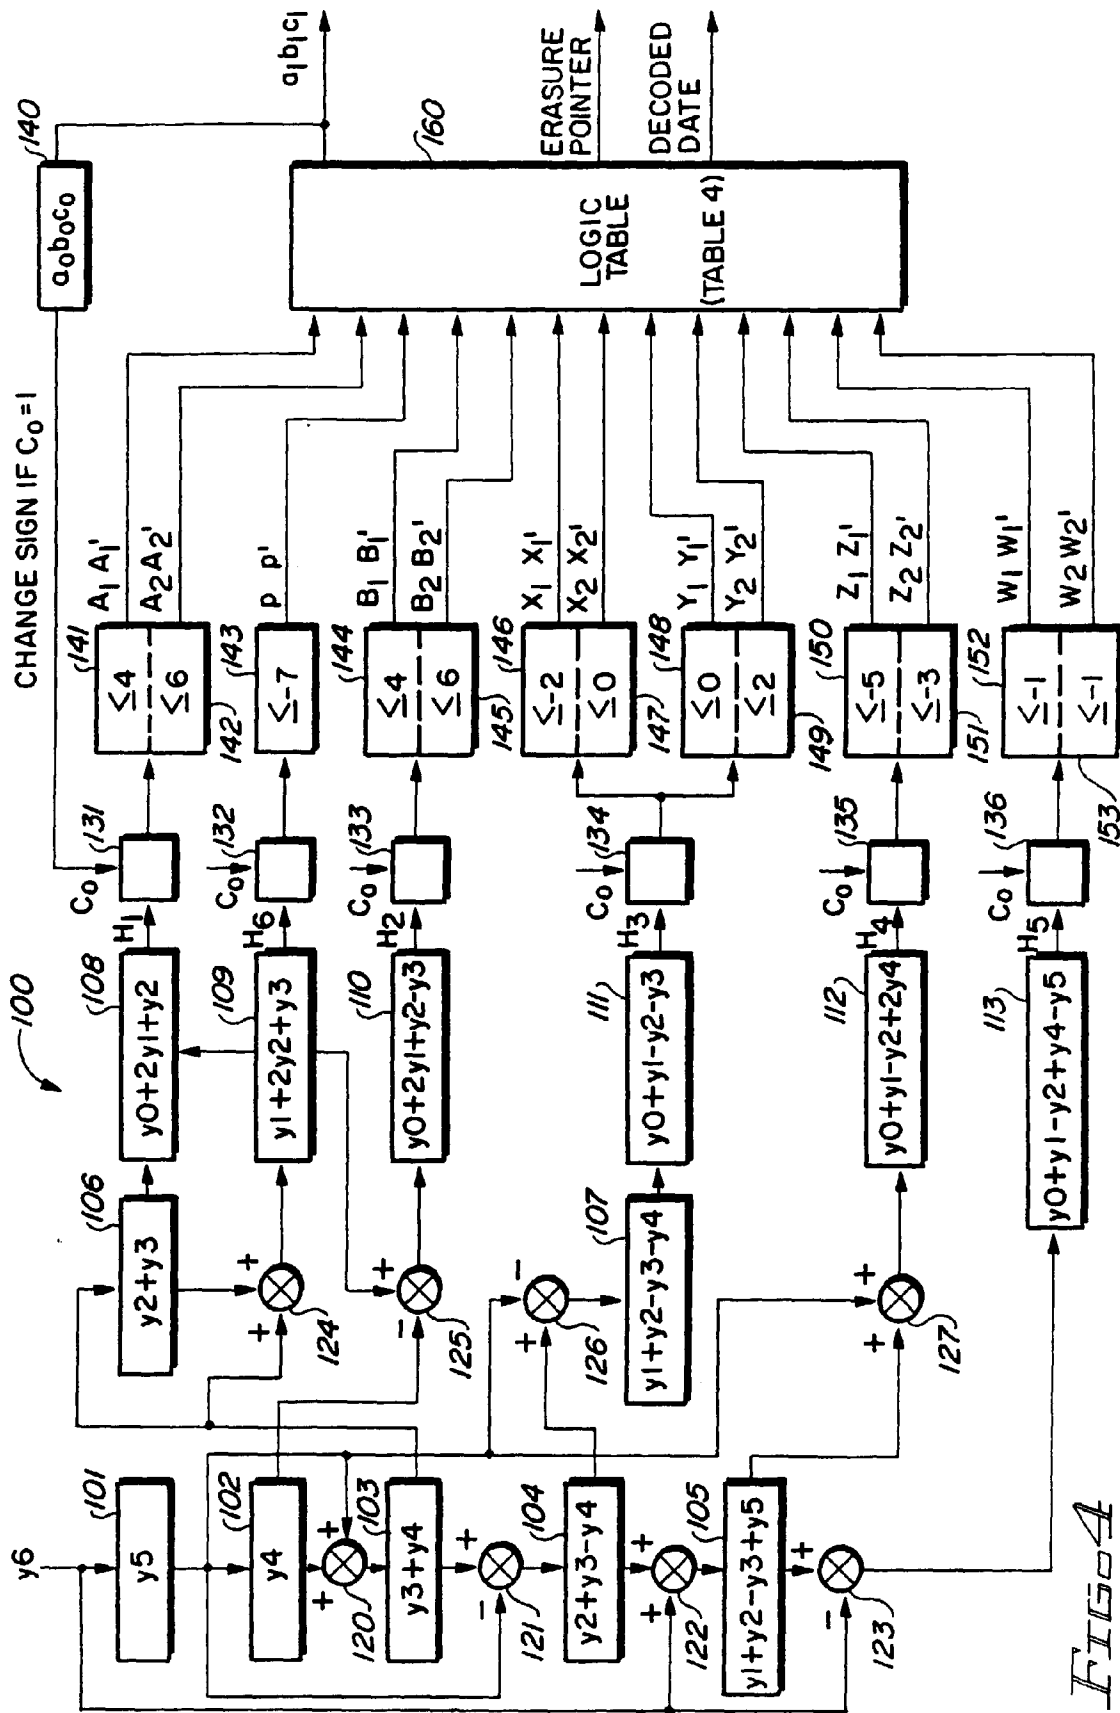 100
CHANGE SIGN IF C₀=1
a₀b₀c₀
140
a₁b₁c₁
y6
y5
101
y4
102
y3+y4
103
y2+y3-y4
104
y1+y2-y3+y5
105
+
+
120
-
+
121
+
+
122
-
+
123
y2+y3
106
+
+
124
-
+
125
+
-
126
y1+y2-y3-y4
107
+
+
127
y0+2y1+y2
108
H₁
y1+2y2+y3
109
H₆
y0+2y1+y2-y3
110
H₂
y0+y1-y2-y3
111
H₃
y0+y1-y2+2y4
112
H₄
y0+y1-y2+y4-y5
113
H₅
C₀
131
C₀
132
C₀
133
C₀
134
C₀
135
C₀
136
≤4
141
≤6
142
≤-7
143
≤4
144
≤6
145
≤-2
146
≤0
147
≤0
148
≤2
149
≤-5
150
≤-3
151
≤-1
152
≤-1
153
A₁ A₁'
A₂ A₂'
p p'
B₁ B₁'
B₂ B₂'
X₁ X₁'
X₂ X₂'
Y₁ Y₁'
Y₂ Y₂'
Z₁ Z₁'
Z₂ Z₂'
W₁ W₁'
W₂ W₂'
LOGIC
TABLE
(TABLE 4)
160
ERASURE
POINTER
DECODED
DATE
FIG.4